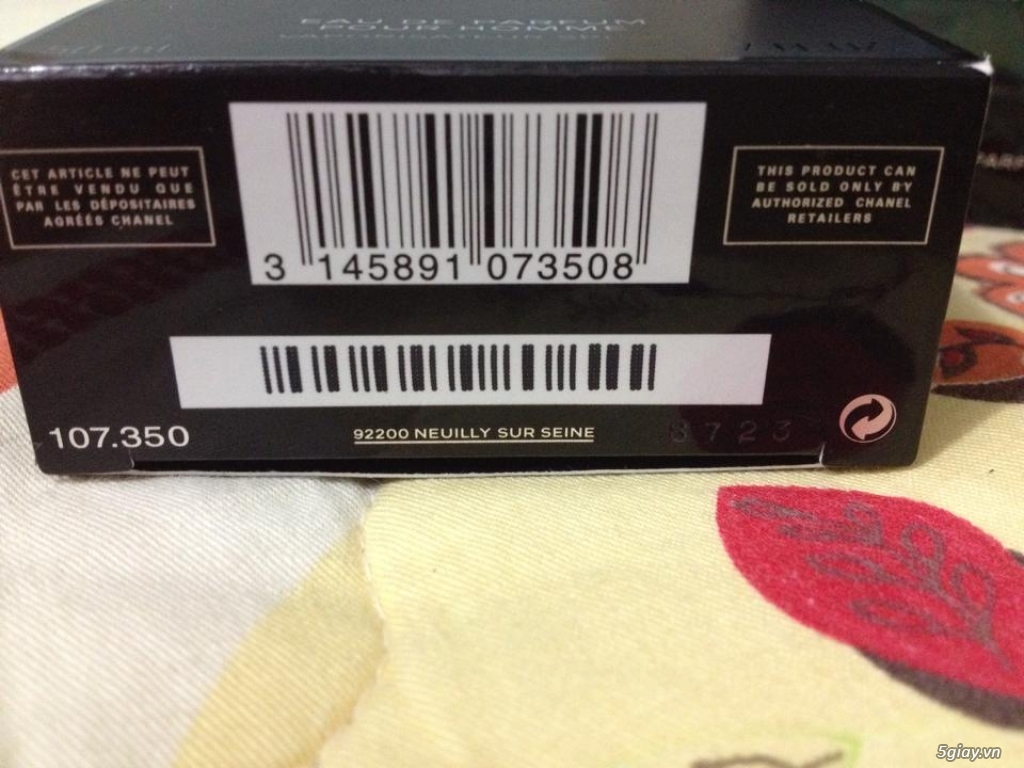 EAU DE PARFUM
POUR HOMME
CET ARTICLE NE PEUT
ÊTRE VENDU QUE
PAR LES DÉPOSITAIRES
AGRÉÉS CHANEL
3 145891 073508
THIS PRODUCT CAN
BE SOLD ONLY BY
AUTHORIZED CHANEL
RETAILERS
107.350
92200 NEUILLY SUR SEINE
8723
5giay.vn